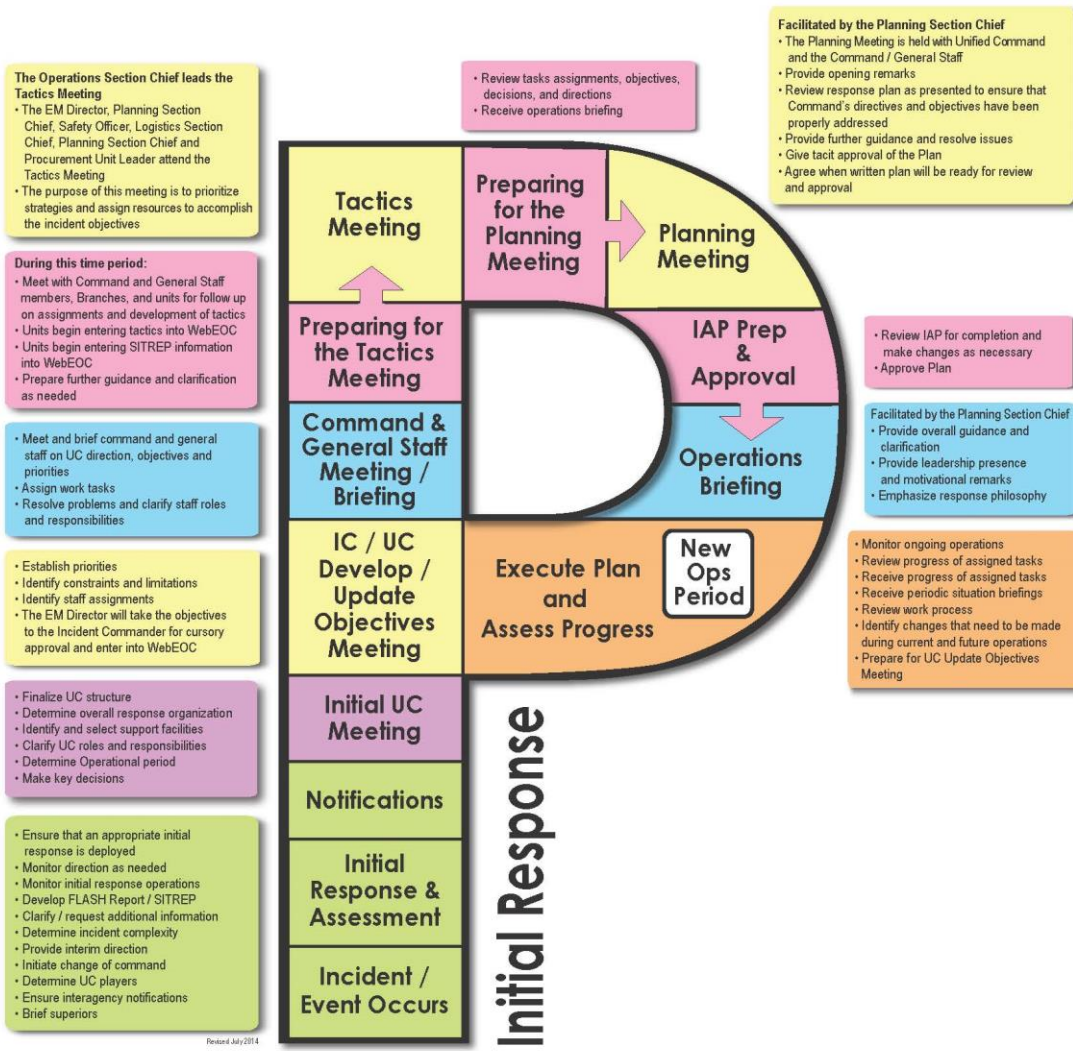 The Operations Section Chief leads the
Tactics Meeting
• The EM Director, Planning Section
Chief, Safety Officer, Logistics Section
Chief, Planning Section Chief and
Procurement Unit Leader attend the
Tactics Meeting
• The purpose of this meeting is to prioritize
strategies and assign resources to accomplish
the incident objectives
During this time period:
• Meet with Command and General Staff
members, Branches, and units for follow up
on assignments and development of tactics
• Units begin entering tactics into WebEOC
• Units begin entering SITREP information
into WebEOC
• Prepare further guidance and clarification
as needed
• Meet and brief command and general
staff on UC direction, objectives and
priorities
• Assign work tasks
• Resolve problems and clarify staff roles
and responsibilities
• Establish priorities
• Identify constraints and limitations
• Identify staff assignments
• The EM Director will take the objectives
to the Incident Commander for cursory
approval and enter into WebEOC
• Finalize UC structure
• Determine overall response organization
• Identify and select support facilities
• Clarify UC roles and responsibilities
• Determine Operational period
• Make key decisions
• Ensure that an appropriate initial
response is deployed
• Monitor direction as needed
• Monitor initial response operations
• Develop FLASH Report / SITREP
• Clarify / request additional information
• Determine incident complexity
• Provide interim direction
• Initiate change of command
• Determine UC players
• Ensure interagency notifications
• Brief superiors
Revised July 2014
• Review tasks assignments, objectives,
decisions, and directions
• Receive operations briefing
Tactics
Meeting
Preparing for
the Tactics
Meeting
Command &
General Staff
Meeting /
Briefing
IC / UC
Develop /
Update
Objectives
Meeting
Initial UC
Meeting
Notifications
Initial
Response &
Assessment
Incident /
Event Occurs
Initial Response
Preparing
for the
Planning
Meeting
Planning
Meeting
IAP Prep
&
Approval
Operations
Briefing
New
Ops
Period
Execute Plan
and
Assess Progress
Facilitated by the Planning Section Chief
• The Planning Meeting is held with Unified Command
and the Command / General Staff
• Provide opening remarks
• Review response plan as presented to ensure that
Command's directives and objectives have been
properly addressed
• Provide further guidance and resolve issues
• Give tacit approval of the Plan
• Agree when written plan will be ready for review
and approval
• Review IAP for completion and
make changes as necessary
• Approve Plan
Facilitated by the Planning Section Chief
• Provide overall guidance and
clarification
• Provide leadership presence
and motivational remarks
• Emphasize response philosophy
• Monitor ongoing operations
• Review progress of assigned tasks
• Receive progress of assigned tasks
• Receive periodic situation briefings
• Review work process
• Identify changes that need to be made
during current and future operations
• Prepare for UC Update Objectives
Meeting